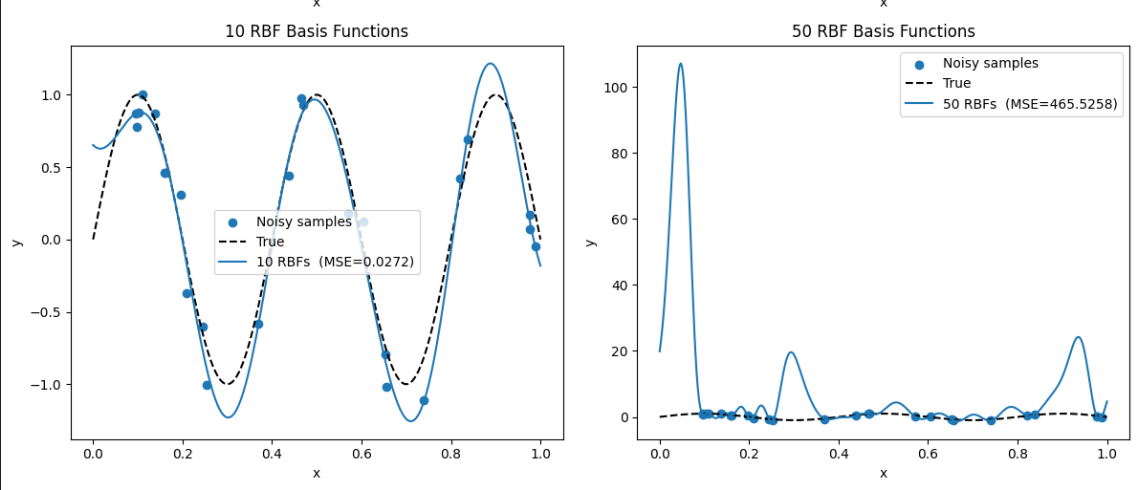 x
x
10 RBF Basis Functions
50 RBF Basis Functions
1.0
0.5
0.0
−0.5
−1.0
y
Noisy samples
True
10 RBFs (MSE=0.0272)
0.0
0.2
0.4
0.6
0.8
1.0
x
100
80
60
40
20
0
y
Noisy samples
True
50 RBFs (MSE=465.5258)
0.0
0.2
0.4
0.6
0.8
1.0
x